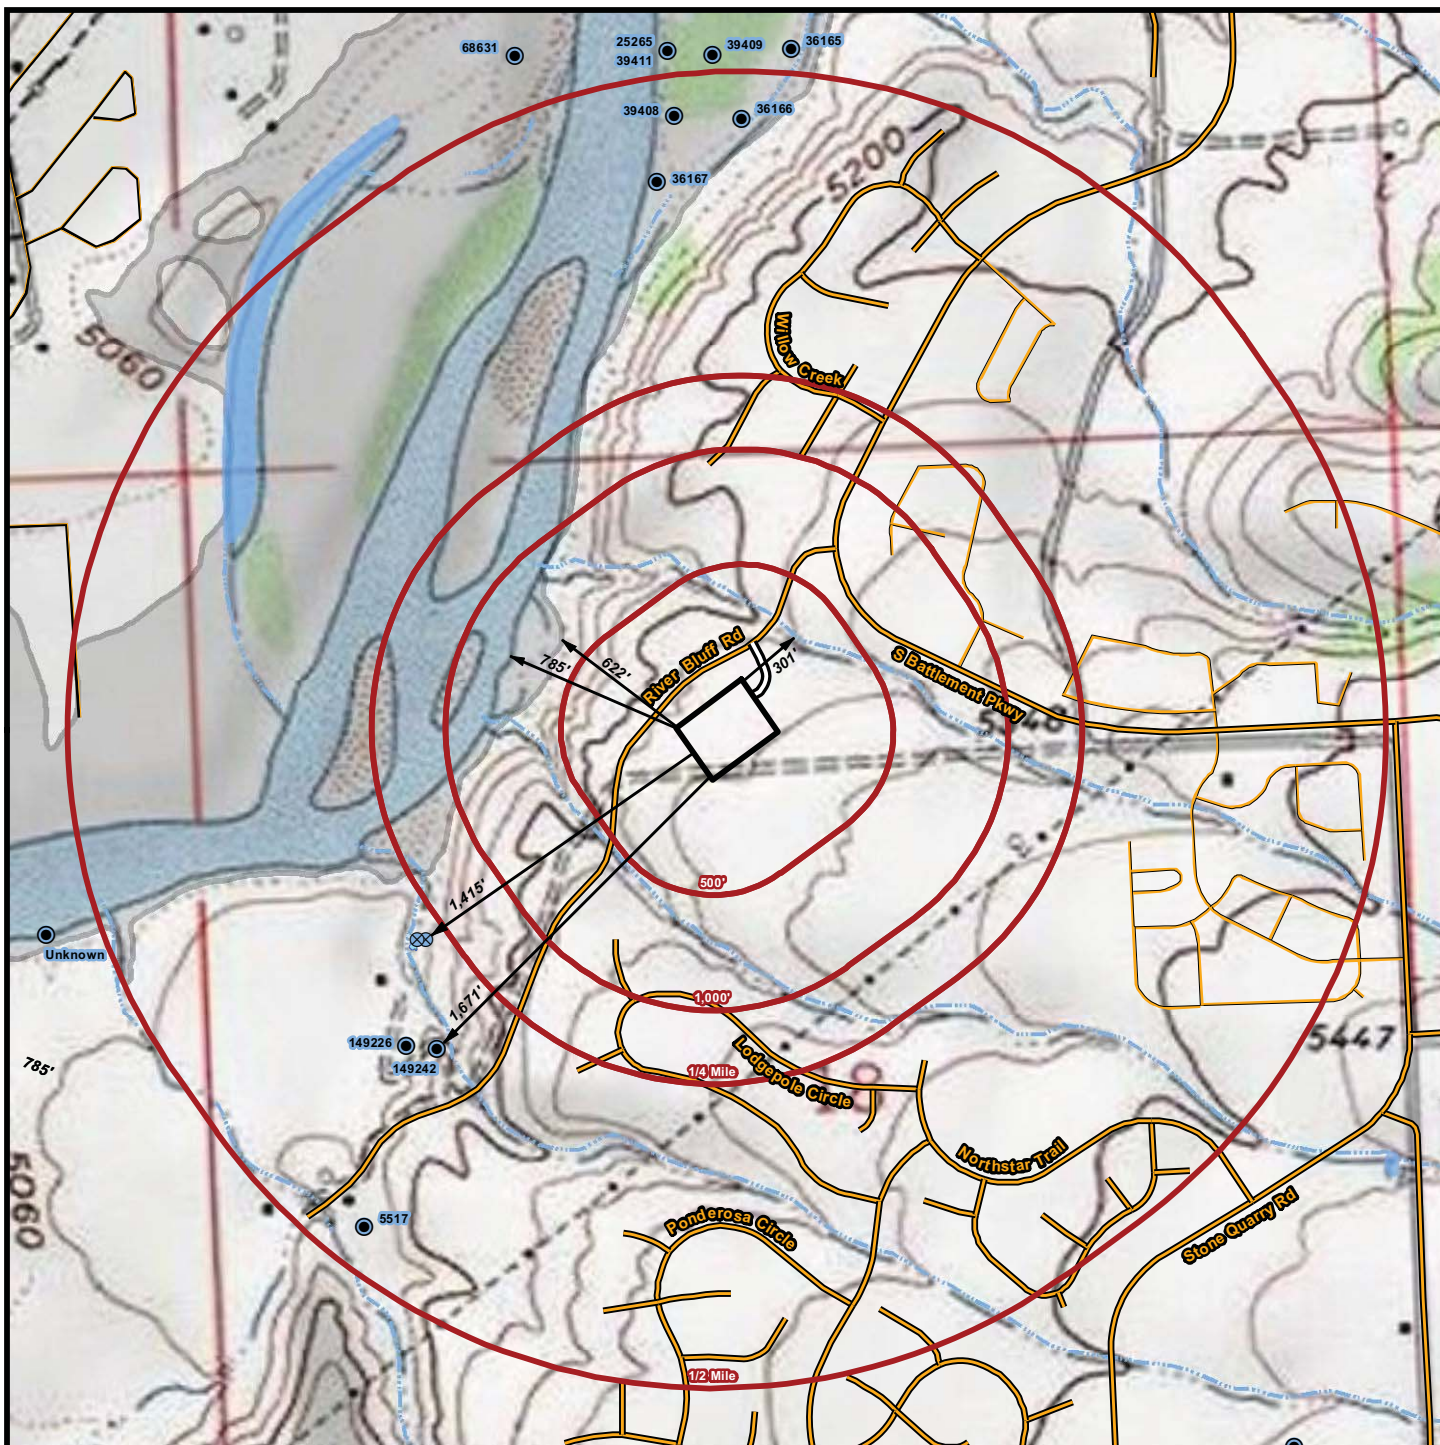 68631
25265
39411
39409
36165
39408
36166
36167
5200
5060
Willow Creek
River Bluff Rd
S Battlement Pkwy
785'
622'
301'
500'
1,415'
Unknown
1,000'
1,671'
149226
149242
1/4 Mile
Lodgepole Circle
5447
785'
Northstar Trail
5060
5517
Ponderosa Circle
Stone Quarry Rd
1/2 Mile